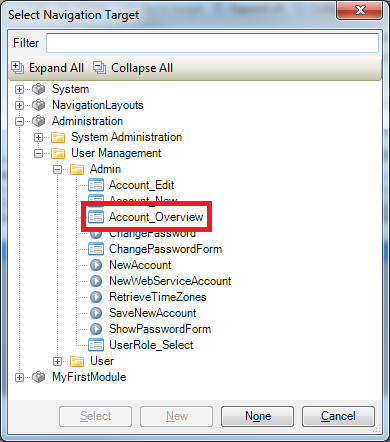 Select Navigation Target
Filter
Expand All Collapse All
System
NavigationLayouts
Administration
System Administration
User Management
Admin
Account_Edit
Account_New
Account_Overview
ChangePassword
ChangePasswordForm
NewAccount
NewWebServiceAccount
RetrieveTimeZones
SaveNewAccount
ShowPasswordForm
UserRole_Select
User
MyFirstModule
Select New None Cancel